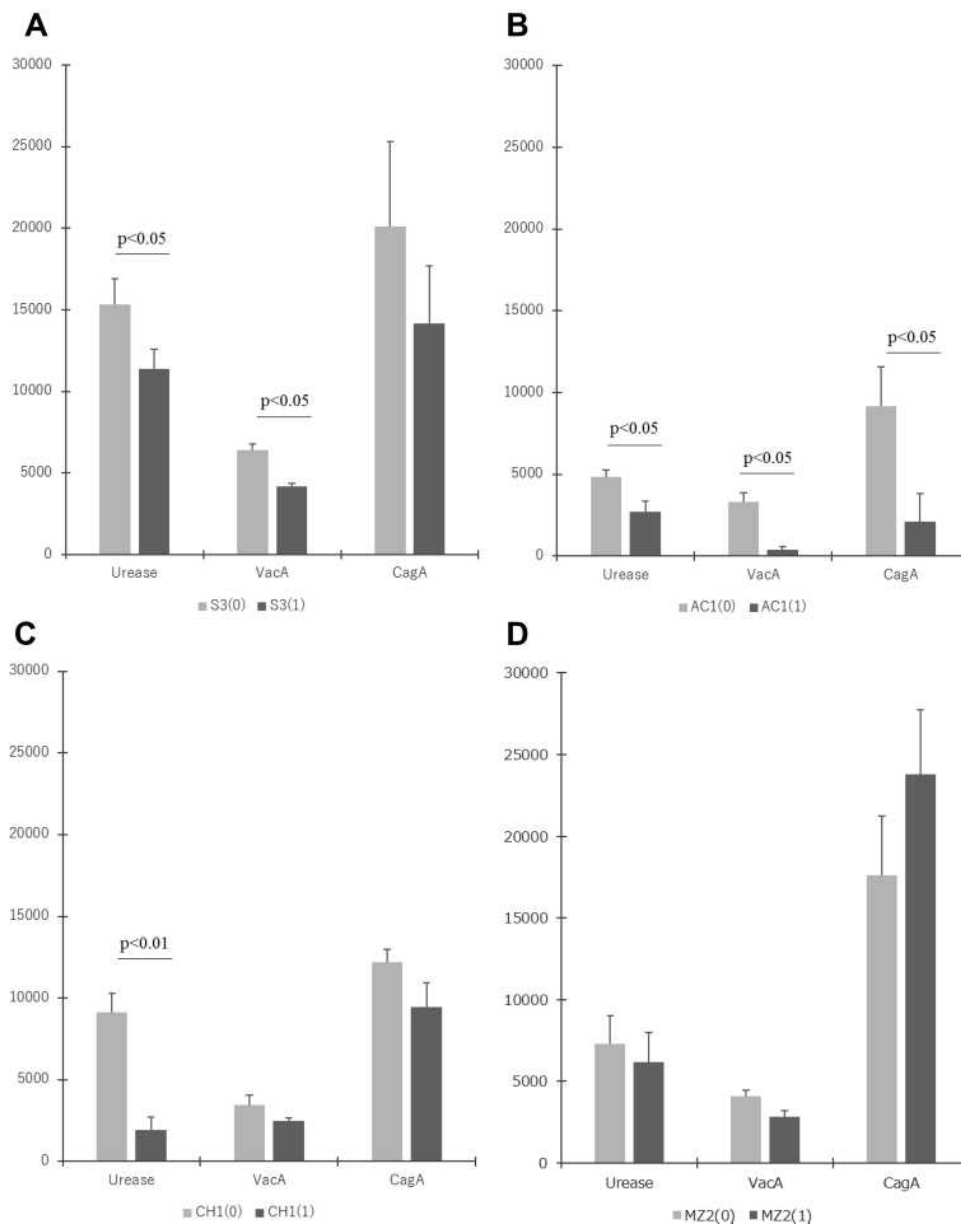 A
30000
25000
20000
15000
10000
5000
0
p<0.05
p<0.05
Urease VacA CagA
S3(0) S3(1)
B
30000
25000
20000
15000
10000
5000
0
p<0.05
p<0.05
p<0.05
Urease VacA CagA
AC1(0) AC1(1)
C
30000
25000
20000
15000
10000
5000
0
p<0.01
Urease VacA CagA
CH1(0) CH1(1)
D
30000
25000
20000
15000
10000
5000
0
Urease VacA CagA
MZ2(0) MZ2(1)